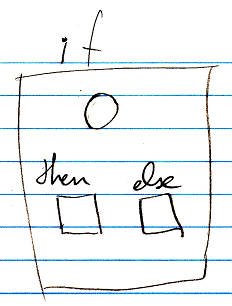 if
then else